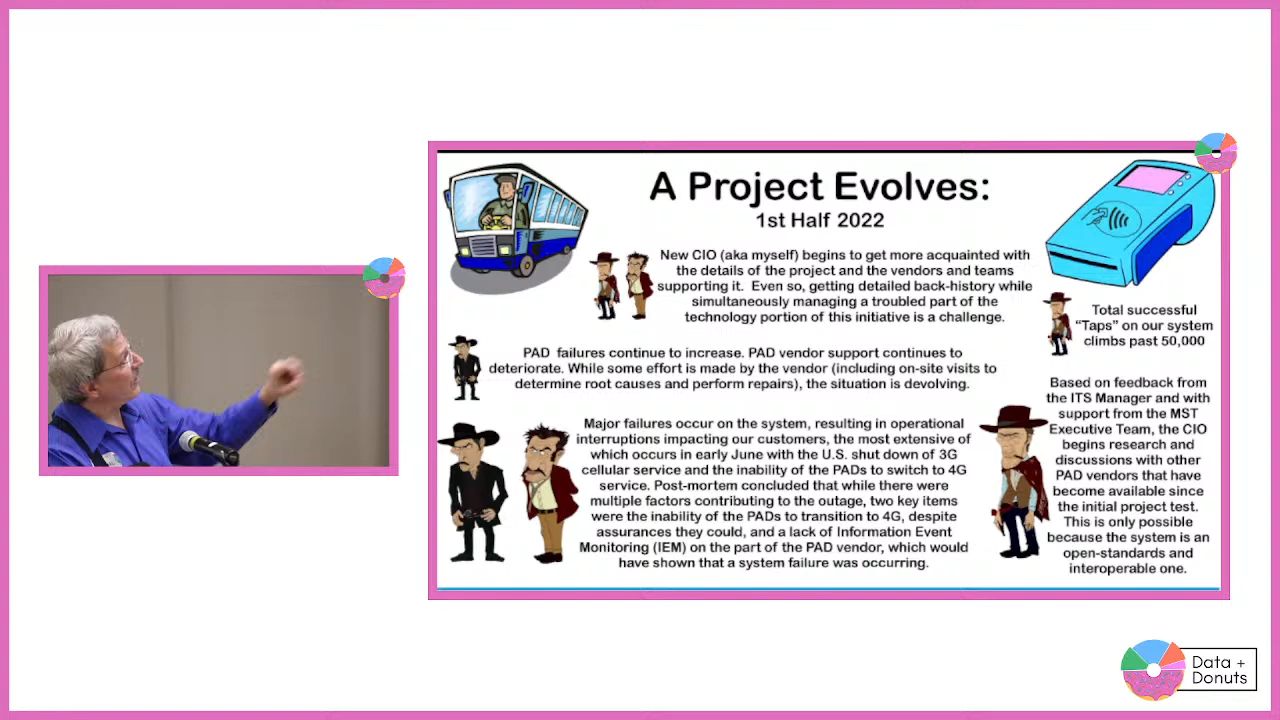 A Project Evolves:
1st Half 2022
New CIO (aka myself) begins to get more acquainted with
the details of the project and the vendors and teams
supporting it. Even so, getting detailed back-history while
simultaneously managing a troubled part of the
technology portion of this initiative is a challenge.
PAD failures continue to increase. PAD vendor support continues to
deteriorate. While some effort is made by the vendor (including on-site visits to
determine root causes and perform repairs), the situation is devolving.
Major failures occur on the system, resulting in operational
interruptions impacting our customers, the most extensive of
which occurs in early June with the U.S. shut down of 3G
cellular service and the inability of the PADs to switch to 4G
service. Post-mortem concluded that while there were
multiple factors contributing to the outage, two key items
were the inability of the PADs to transition to 4G, despite
assurances they could, and a lack of Information Event
Monitoring (IEM) on the part of the PAD vendor, which would
have shown that a system failure was occurring.
Total successful
“Taps” on our system
climbs past 50,000
Based on feedback from
the ITS Manager and with
support from the MST
Executive Team, the CIO
begins research and
discussions with other
PAD vendors that have
become available since
the initial project test.
This is only possible
because the system is an
open-standards and
interoperable one.
Data +
Donuts